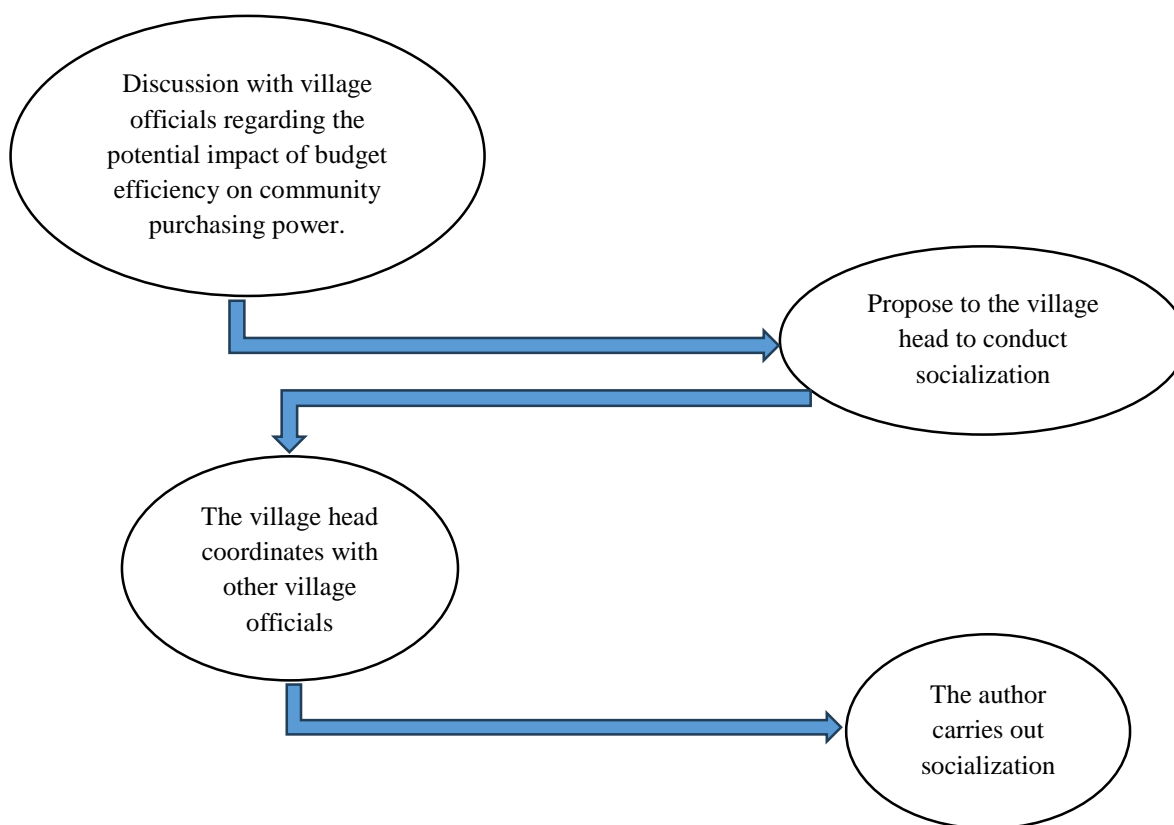 Discussion with village
officials regarding the
potential impact of budget
efficiency on community
purchasing power.
Propose to the village
head to conduct
socialization
The village head
coordinates with
other village
officials
The author
carries out
socialization